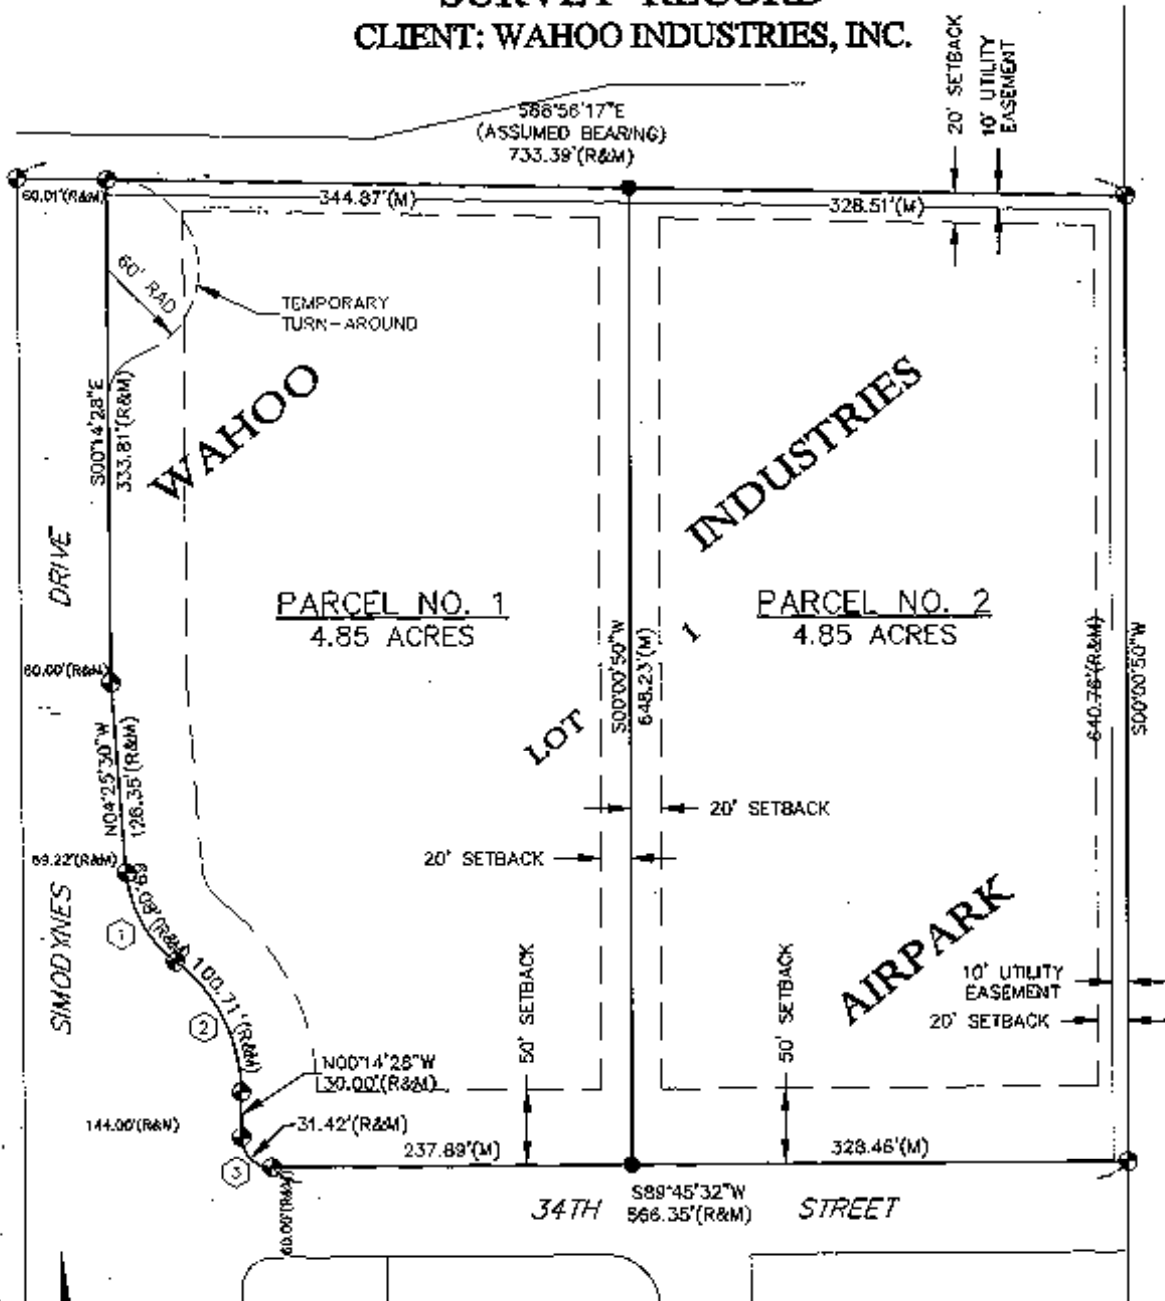 SURVEY RECORD
CLIENT: WAHOO INDUSTRIES, INC.
20' SETBACK
10' UTILITY
EASEMENT
S88°56'17"E
(ASSUMED BEARING)
733.39'(R&M)
60.01'(R&M)
344.87'(M)
328.51'(M)
60' RAD
TEMPORARY
TURN-AROUND
S00°14'28"E
333.81'(R&M)
WAHOO
INDUSTRIES
DRIVE
PARCEL NO. 1
4.85 ACRES
PARCEL NO. 2
4.85 ACRES
S00°00'50"W
648.23'(M)
1
640.78'(R&M)
S00°00'50"W
60.00'(R&M)
LOT
N04°25'30"W
126.35'(R&M)
20' SETBACK
20' SETBACK
69.22'(R&M)
69.08'(R&M)
1
SIMODYNES
100.71'(R&M)
2
50' SETBACK
50' SETBACK
AIRPARK
10' UTILITY
EASEMENT
20' SETBACK
N00°14'28"W
30.00'(R&M)
144.00'(R&M)
31.42'(R&M)
237.89'(M)
328.46'(M)
3
60.00'(R&M)
34TH
S89°45'32"W
566.35'(R&M)
STREET